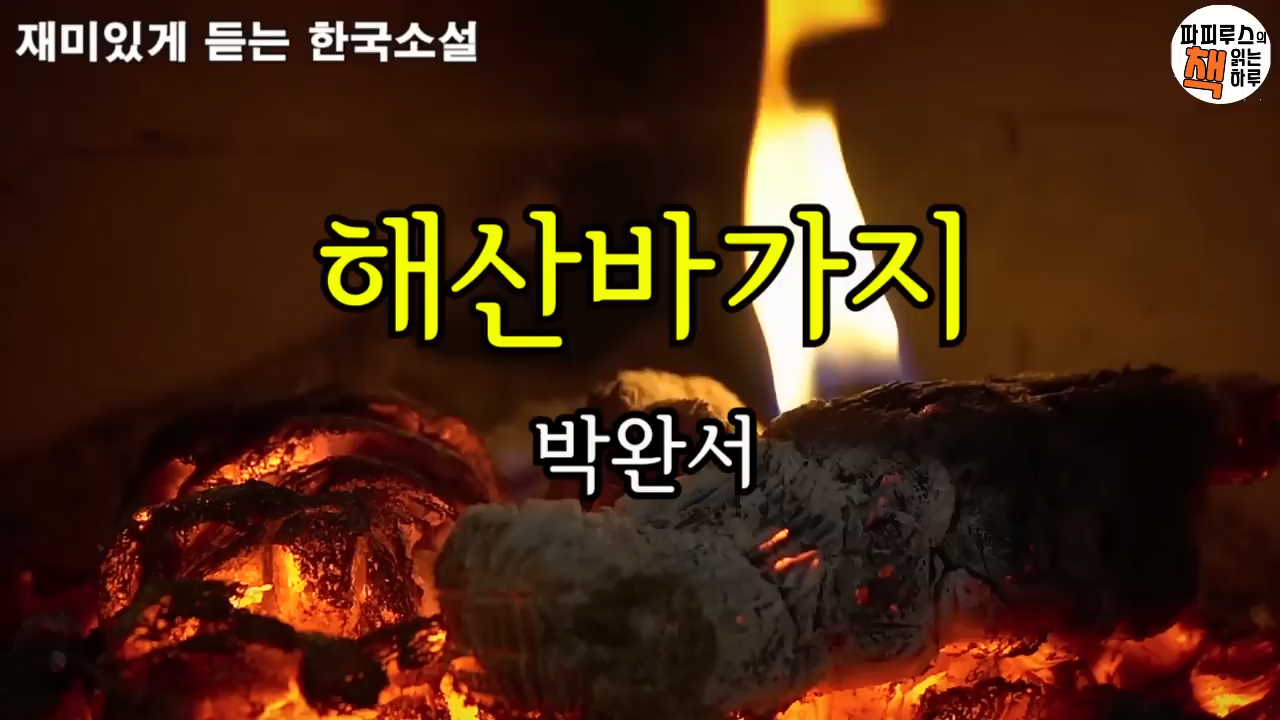 재미있게 듣는 한국소설
파피루스의
책 읽는
하루
해산바가지
박완서